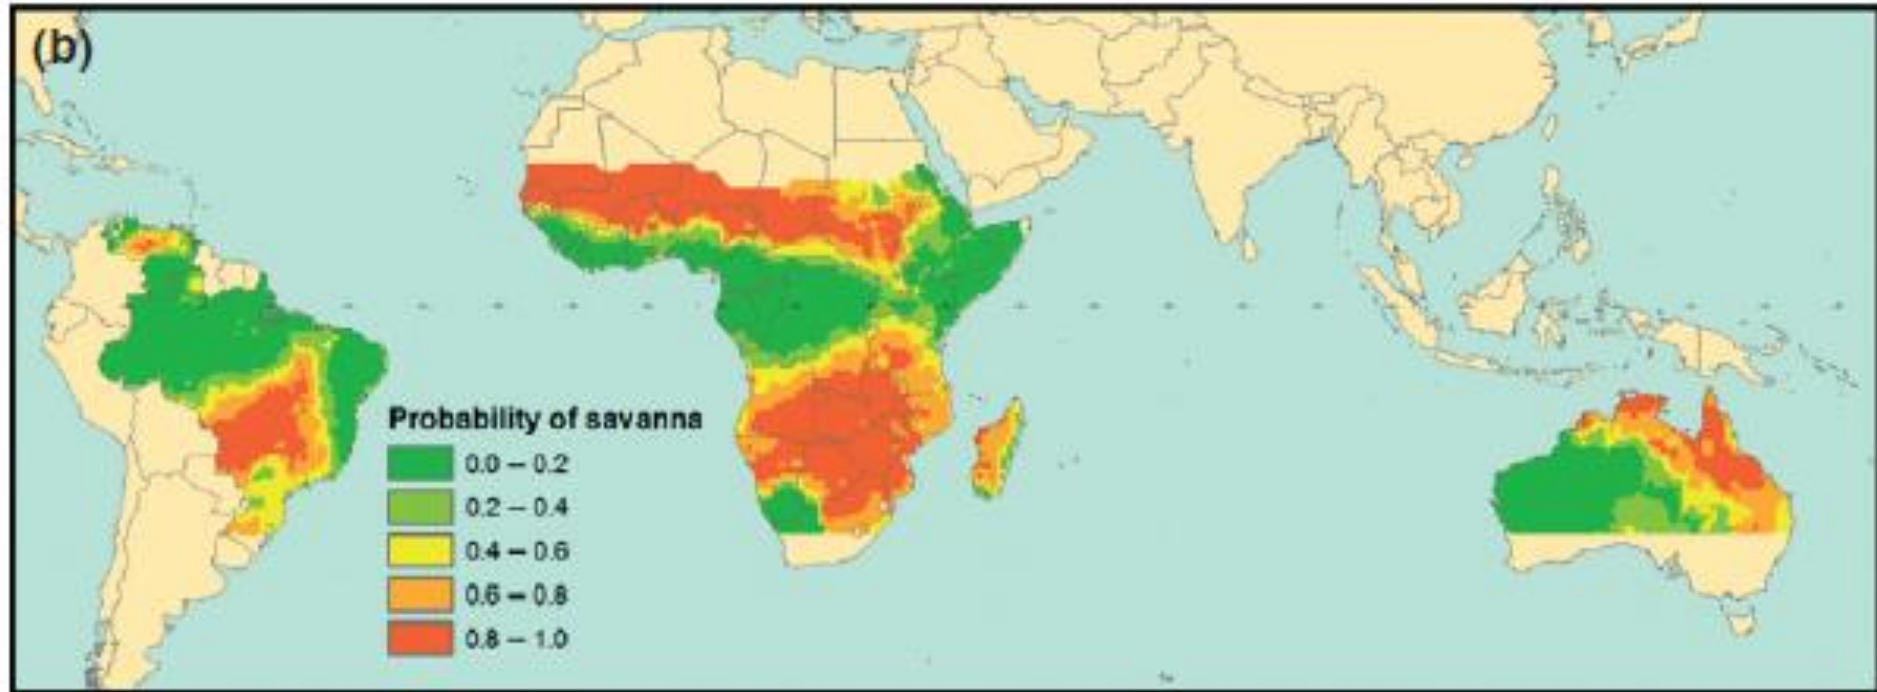 (b)
Probability of savanna
0.0 – 0.2
0.2 – 0.4
0.4 – 0.6
0.6 – 0.8
0.8 – 1.0